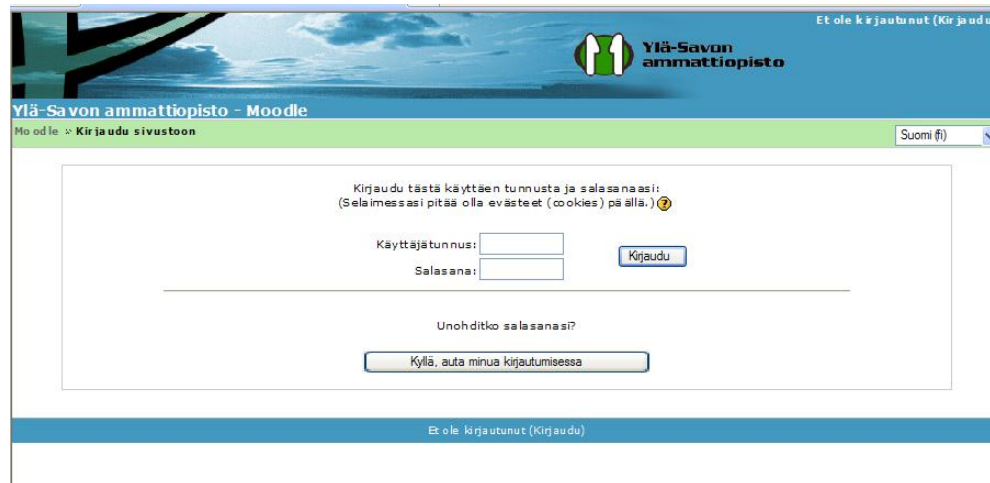 Et ole kirjautunut (Kirjaudu
Ylä-Savon
ammattiopisto
Ylä-Savon ammattiopisto - Moodle
Moodle » Kirjaudu sivustoon
Suomi (fi)
Kirjaudu tästä käyttäen tunnusta ja salasanaasi:
(Selaimessasi pitää olla evästeet (cookies) päällä.) ?
Käyttäjätunnus:
Kirjaudu
Salasana:
Unohditko salasanasi?
Kyllä, auta minua kirjautumisessa
Et ole kirjautunut (Kirjaudu)